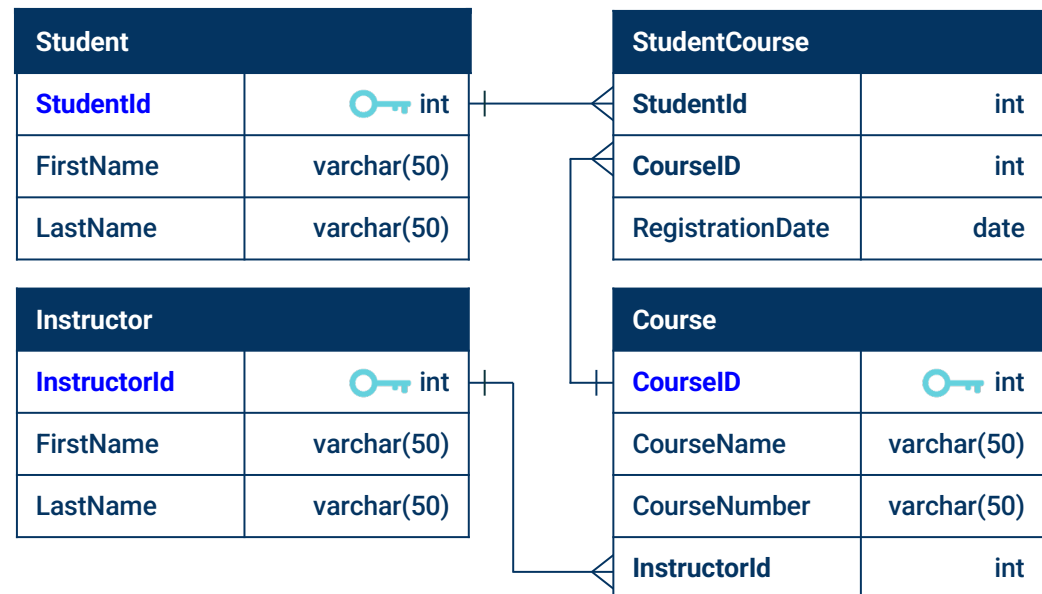 Student
StudentId int
FirstName varchar(50)
LastName varchar(50)
StudentCourse
StudentId int
CourseID int
RegistrationDate date
Instructor
InstructorId int
FirstName varchar(50)
LastName varchar(50)
Course
CourseID int
CourseName varchar(50)
CourseNumber varchar(50)
InstructorId int